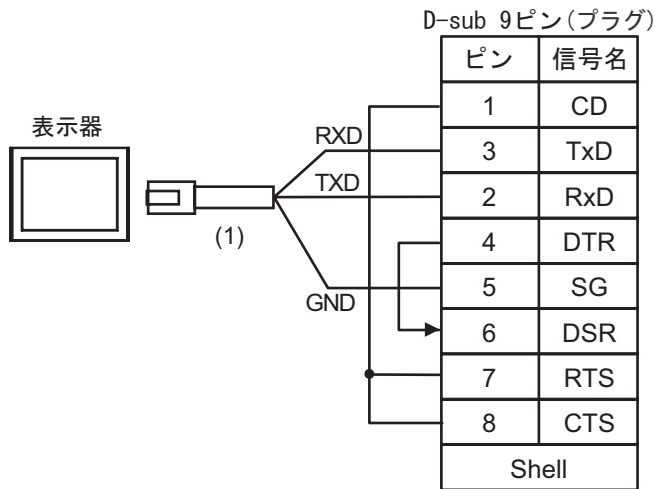 D-sub 9ピン(プラグ)
ピン 信号名
1 CD
表示器
RXD
3 TxD
TXD
2 RxD
(1)
4 DTR
GND
5 SG
6 DSR
7 RTS
8 CTS
Shell